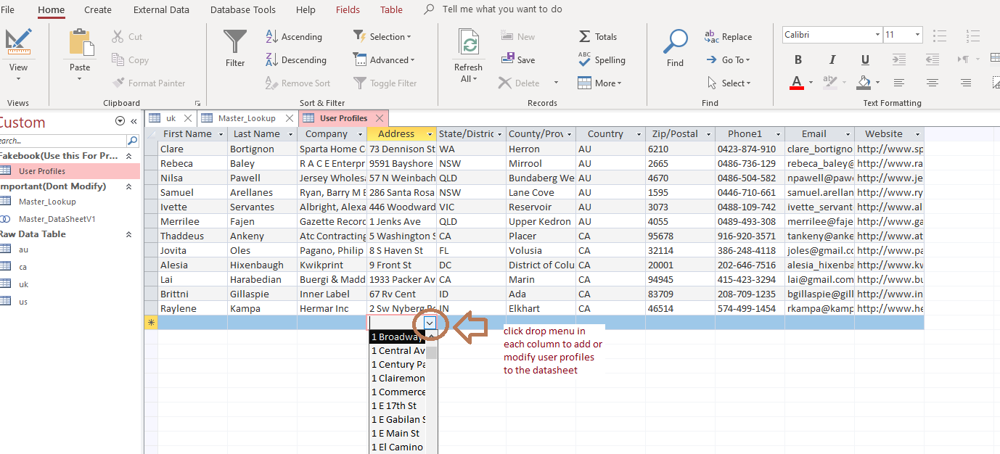 File Home Create External Data Database Tools Help Fields Table Tell me what you want to do
View
Views
Paste
Cut
Copy
Format Painter
Clipboard
Filter
Ascending
Descending
Remove Sort
Selection
Advanced
Toggle Filter
Sort & Filter
Refresh
All
New
Save
Delete
Totals
Spelling
More
Records
Find
Replace
Go To
Select
Find
Calibri 11
B I U
A
Text Formatting
Custom
earch...
Fakebook(Use this For Pr...
User Profiles
mportant(Dont Modify)
Master_Lookup
Master_DataSheetV1
Raw Data Table
au
ca
uk
us
uk Master_Lookup User Profiles
First Name Last Name Company Address State/Distric County/Prov Country Zip/Postal Phone1 Email Website
Clare Bortignon Sparta Home C 73 Dennison St WA Herron AU 6210 0423-874-910 clare_bortigno http://www.sp
Rebeca Baley R A C E Enterpr 9591 Bayshore NSW Mirrool AU 2665 0486-736-129 rebeca_baley@ http://www.ra
Nilsa Pawell Jersey Wholesa 57 N Weinbach QLD Bundaberg We AU 4670 0486-504-582 npawell@paw http://www.je
Samuel Arellanes Ryan, Barry M E 286 Santa Rosa NSW Lane Cove AU 1595 0446-710-661 samuel.arellan http://www.ry
Ivette Servantes Albright, Alexa 446 Woodward VIC Reservoir AU 3073 0488-109-742 ivette_servant http://www.al
Merrilee Fajen Gazette Record 1 Jenks Ave QLD Upper Kedron AU 4055 0489-493-308 merrilee@faje http://www.ga
Thaddeus Ankeny Atc Contracting 5 Washington S CA Placer CA 95678 916-920-3571 tankeny@anke http://www.at
Jovita Oles Pagano, Philip 8 S Haven St FL Volusia CA 32114 386-248-4118 joles@gmail.cc http://www.pa
Alesia Hixenbaugh Kwikprint 9 Front St DC District of Colu CA 20001 202-646-7516 alesia_hixenba http://www.kw
Lai Harabedian Buergi & Madd 1933 Packer Av CA Marin CA 94945 415-423-3294 lai@gmail.com http://www.bu
Brittni Gillaspie Inner Label 67 Rv Cent ID Ada CA 83709 208-709-1235 bgillaspie@gill http://www.in
Raylene Kampa Hermar Inc 2 Sw Nyberg IN Elkhart CA 46514 574-499-1454 rkampa@kamp http://www.he
1 Broadway
1 Central Av
1 Century Pa
1 Clairemon
1 Commerce
1 E 17th St
1 E Gabilan S
1 E Main St
1 El Camino
click drop menu in
each column to add or
modify user profiles
to the datasheet